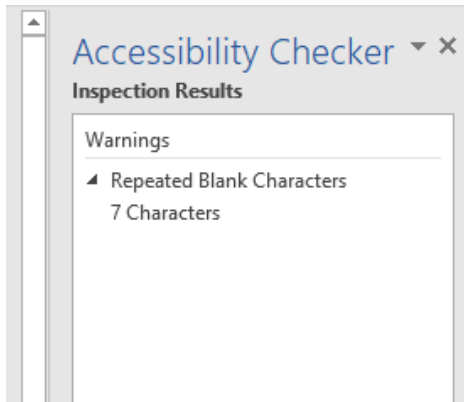 Accessibility Checker
Inspection Results
Warnings
Repeated Blank Characters
7 Characters